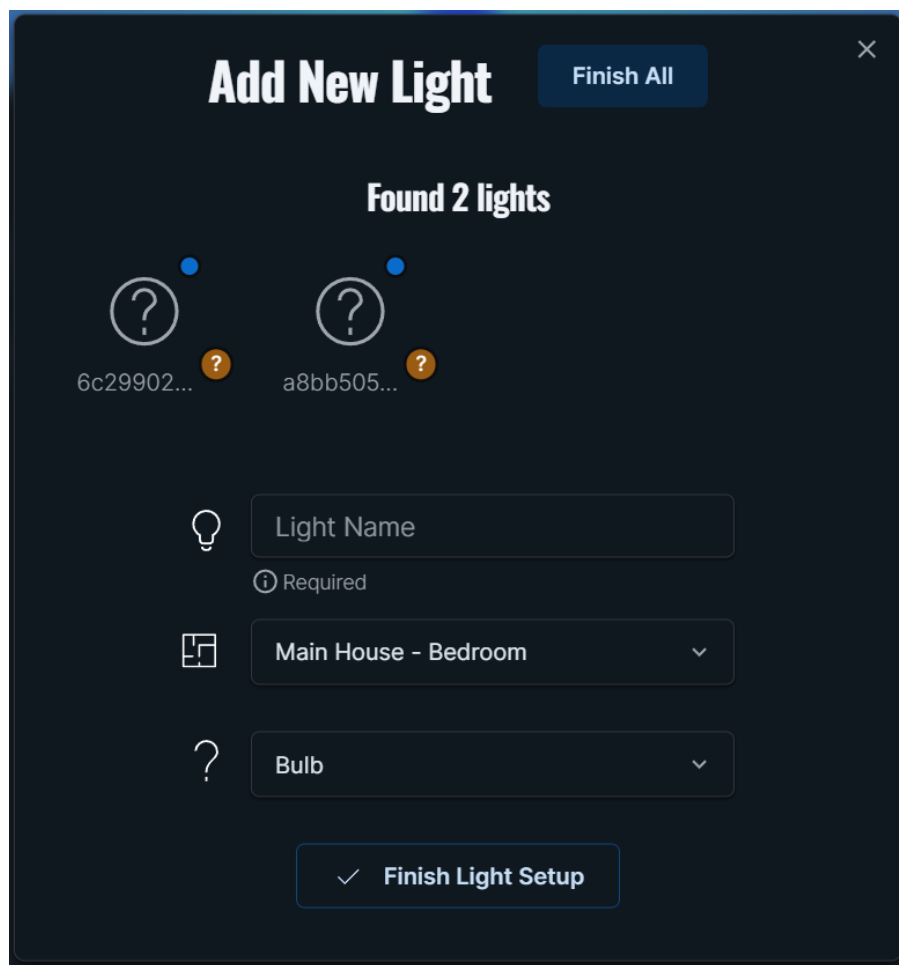 Add New Light
Finish All
Found 2 lights
?
?
6c29902...
?
a8bb505...
?
Light Name
Required
Main House - Bedroom
?
Bulb
Finish Light Setup